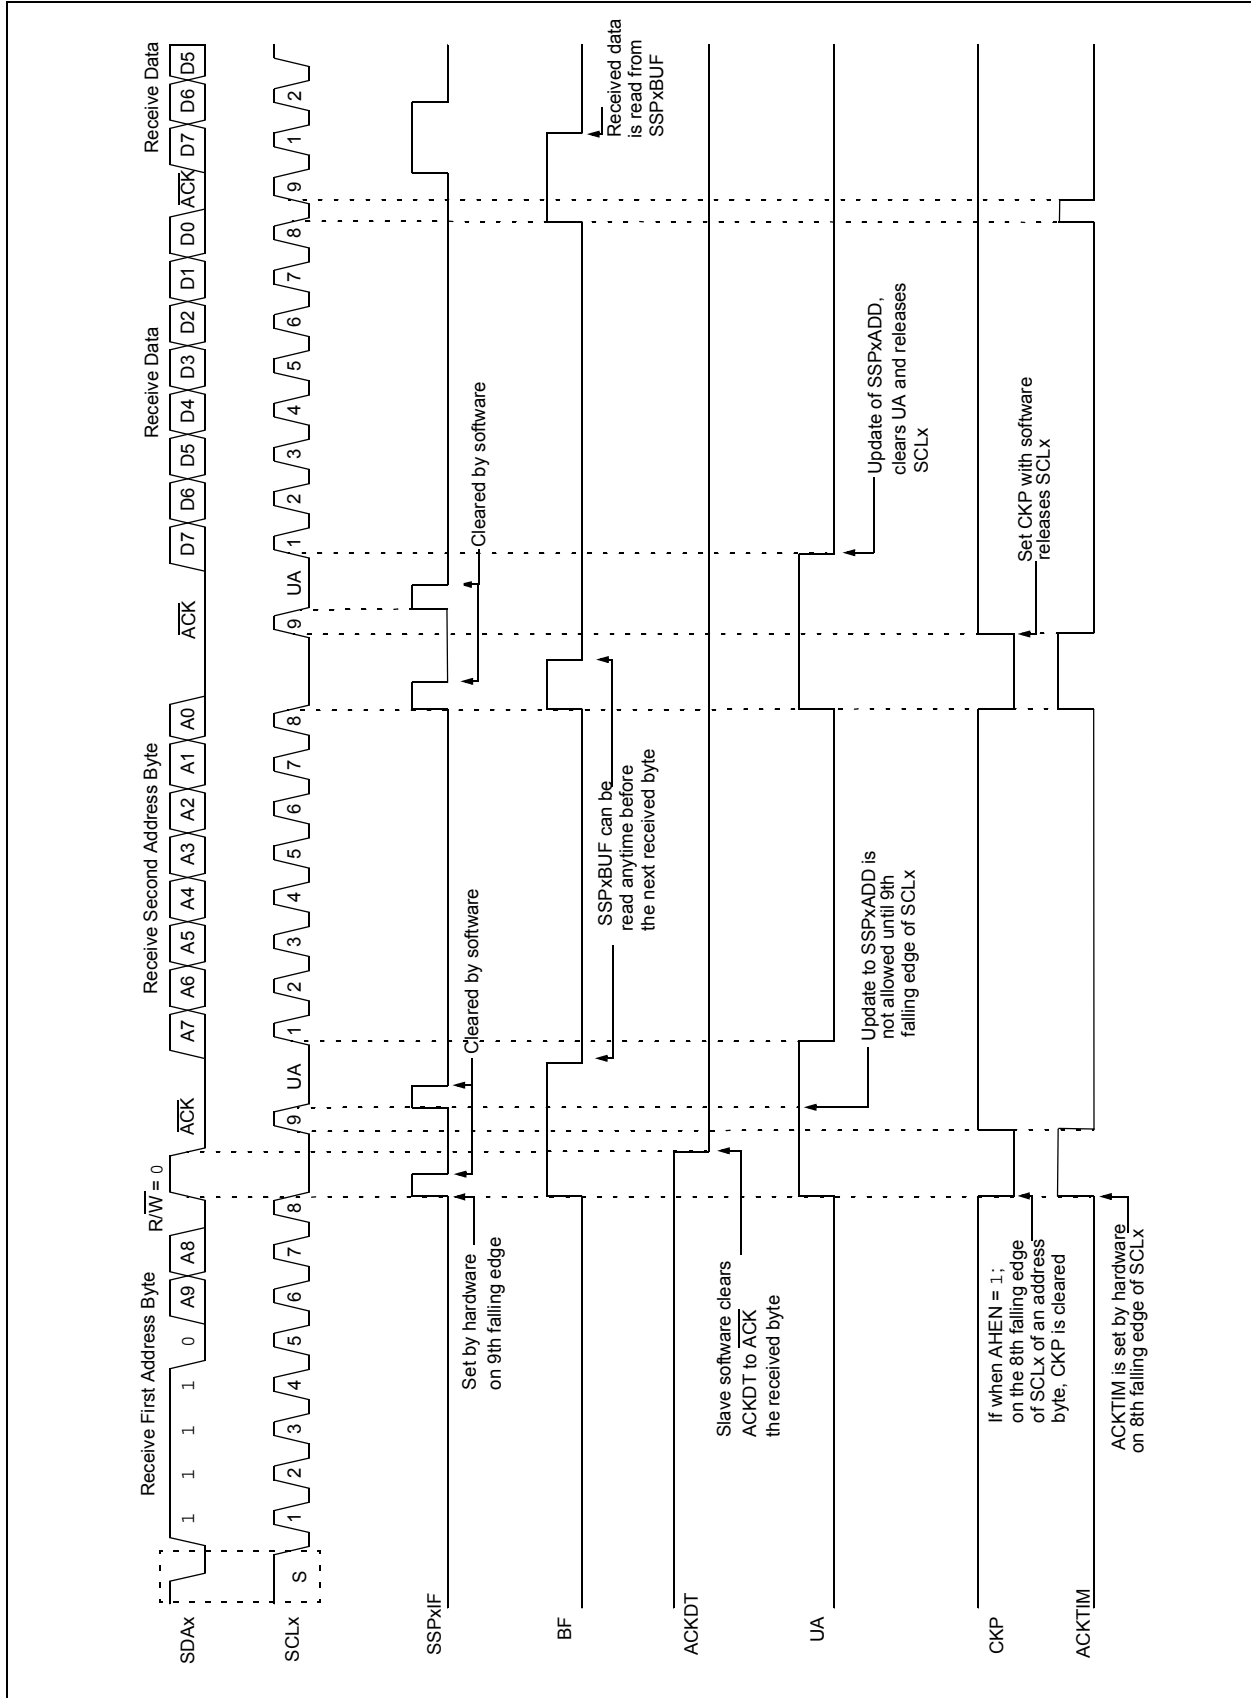 Receive First Address Byte
R/W = 0
ACK
Receive Second Address Byte
ACK
Receive Data
ACK
Receive Data
SDAx
1 1 1 1 0 A9 A8
A7 A6 A5 A4 A3 A2 A1 A0
D7 D6 D5 D4 D3 D2 D1 D0
D7 D6 D5
SCLx
S 1 2 3 4 5 6 7 8 9 UA 1 2 3 4 5 6 7 8 9 UA 1 2 3 4 5 6 7 8 9 1 2
SSPxIF
Set by hardware
on 9th falling edge
Cleared by software
Cleared by software
BF
SSPxBUF can be
read anytime before
the next received byte
Received data
is read from
SSPxBUF
ACKDT
Slave software clears
ACKDT to ACK
the received byte
UA
Update to SSPxADD is
not allowed until 9th
falling edge of SCLx
Update of SSPxADD,
clears UA and releases
SCLx
CKP
If when AHEN = 1;
on the 8th falling edge
of SCLx of an address
byte, CKP is cleared
Set CKP with software
releases SCLx
ACKTIM
ACKTIM is set by hardware
on 8th falling edge of SCLx